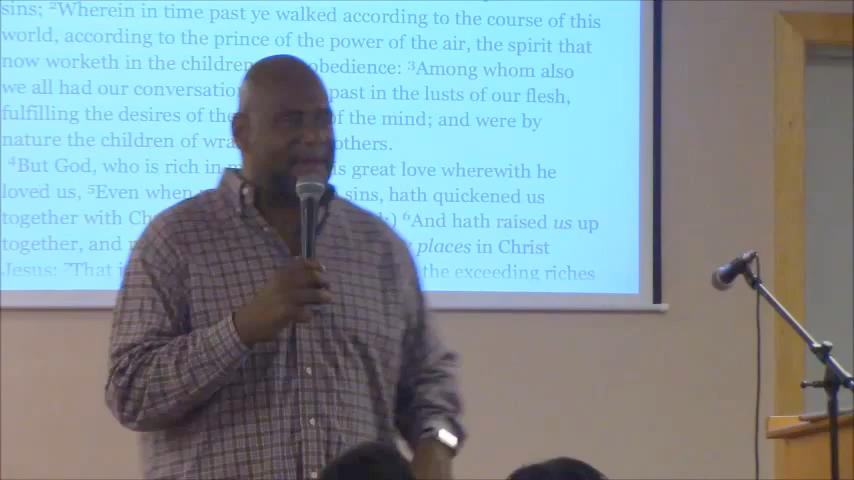 sins; ²Wherein in time past ye walked according to the course of this
world, according to the prince of the power of the air, the spirit that
now worketh in the children obedience: ³Among whom also
we all had our conversation past in the lusts of our flesh,
fulfilling the desires of the of the mind; and were by
nature the children of wra others.
⁴But God, who is rich in is great love wherewith he
loved us, ⁵Even when sins, hath quickened us
together with Ch ⁶And hath raised us up
together, and places in Christ
Jesus: ⁷That the exceeding riches